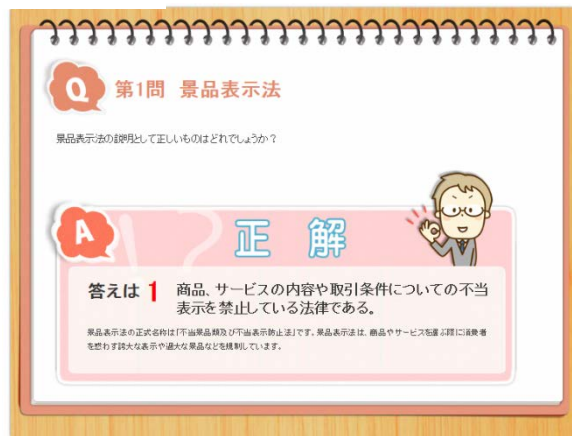 Q 第1問 景品表示法
景品表示法の説明として正しいものはどれでしょうか？
A 正解
答えは 1 商品、サービスの内容や取引条件についての不当
表示を禁止している法律である。
景品表示法の正式名称は「不当景品類及び不当表示防止法」です。景品表示法は、商品やサービスを選ぶ際に消費者
を惑わす誇大な表示や過大な景品などを規制しています。